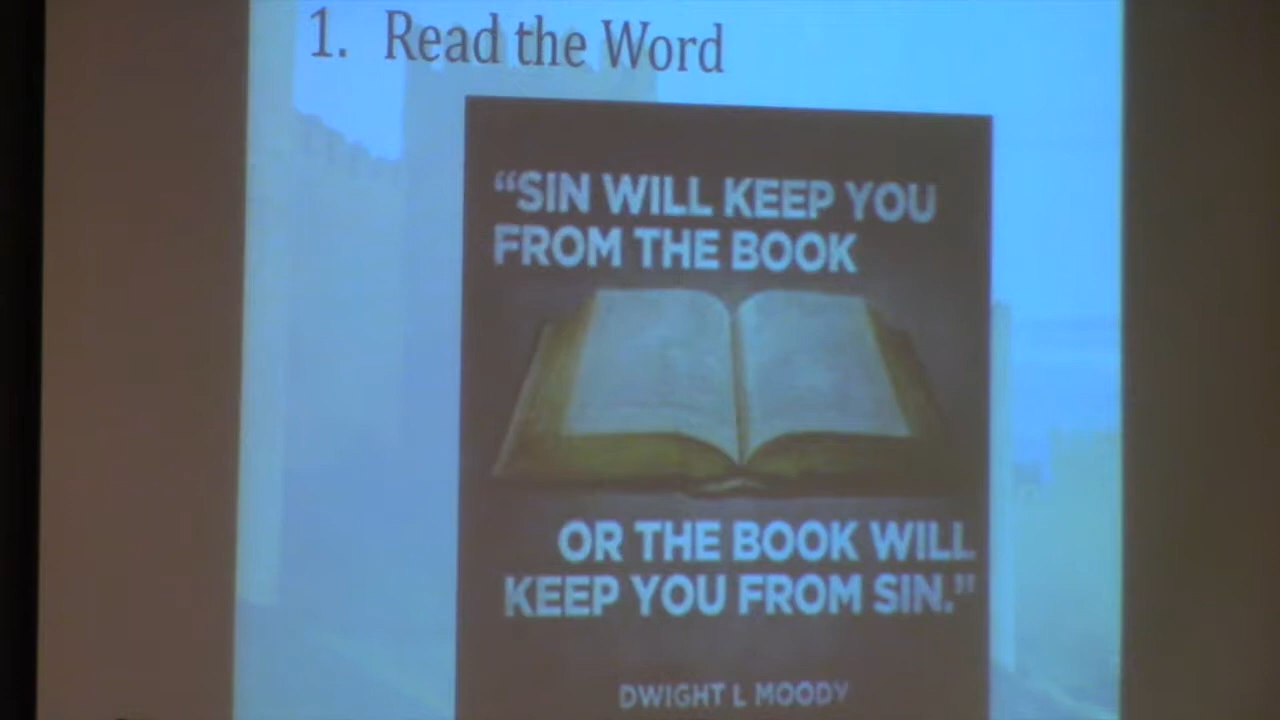 1. Read the Word
“SIN WILL KEEP YOU
FROM THE BOOK
OR THE BOOK WILL
KEEP YOU FROM SIN.”
DWIGHT L MOODY